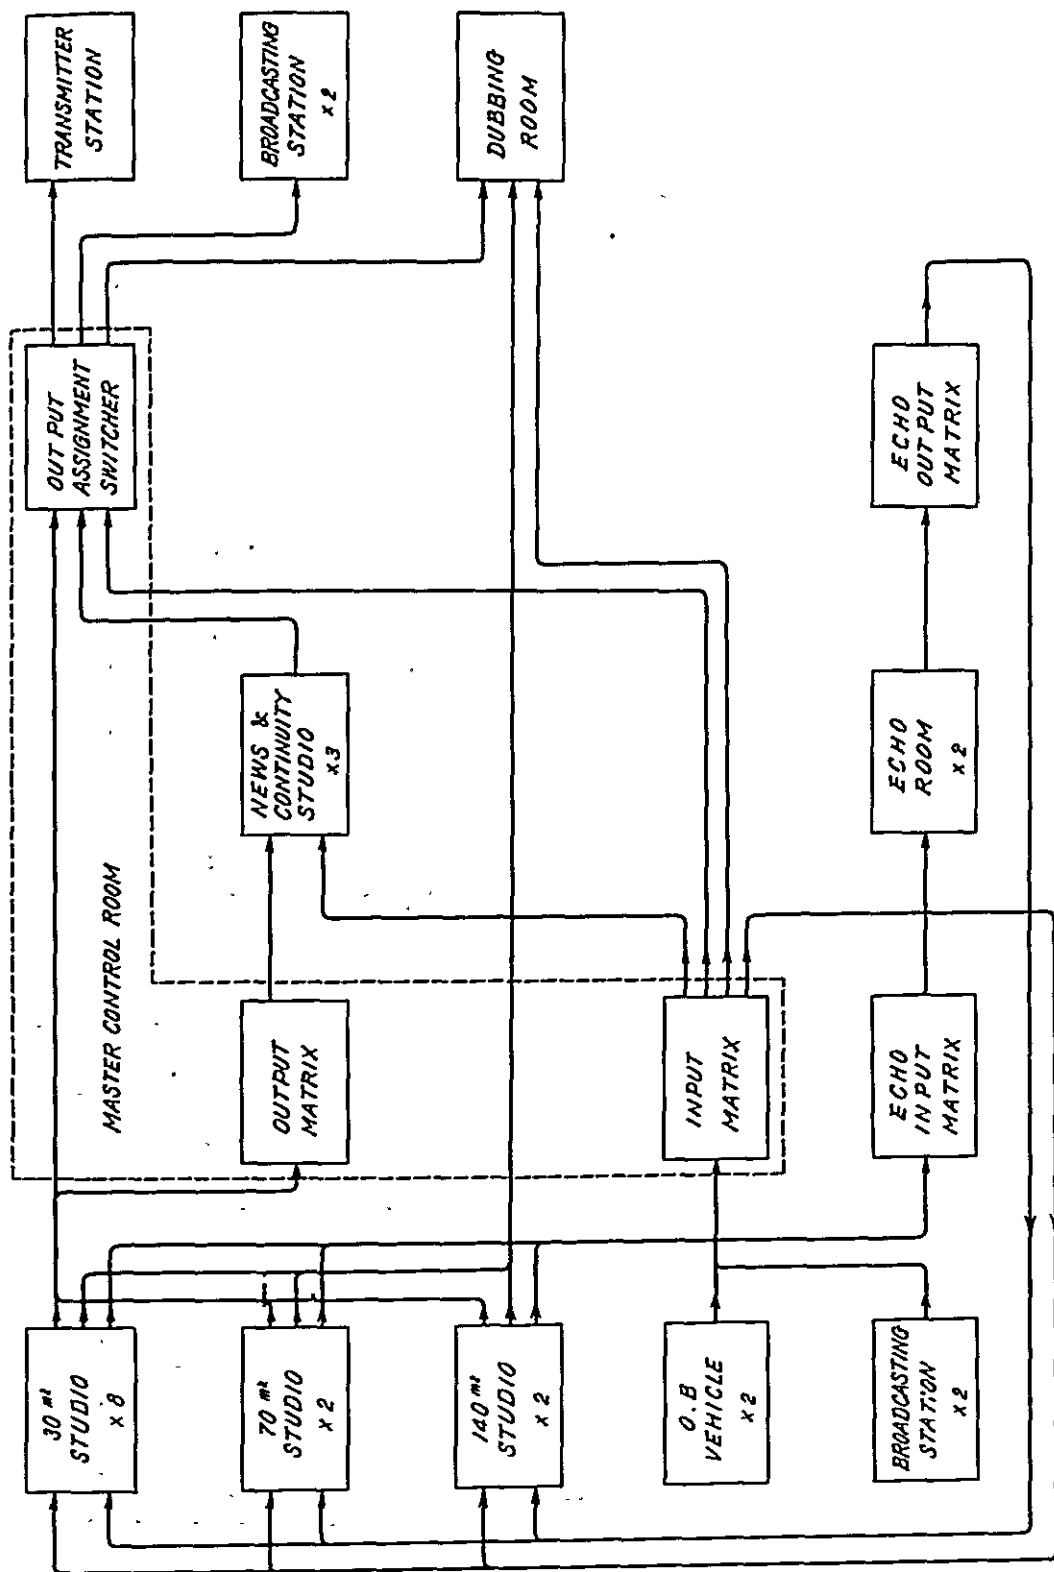 30 m²
STUDIO
x 8
70 m²
STUDIO
x 2
140 m²
STUDIO
x 2
O.B
VEHICLE
x 2
BROADCASTING
STATION
x 2
MASTER CONTROL ROOM
OUTPUT
MATRIX
INPUT
MATRIX
ECHO
INPUT
MATRIX
NEWS &
CONTINUITY
STUDIO
x 3
ECHO
ROOM
x 2
OUTPUT
ASSIGNMENT
SWITCHER
ECHO
OUTPUT
MATRIX
TRANSMITTER
STATION
BROADCASTING
STATION
x 2
DUBBING
ROOM